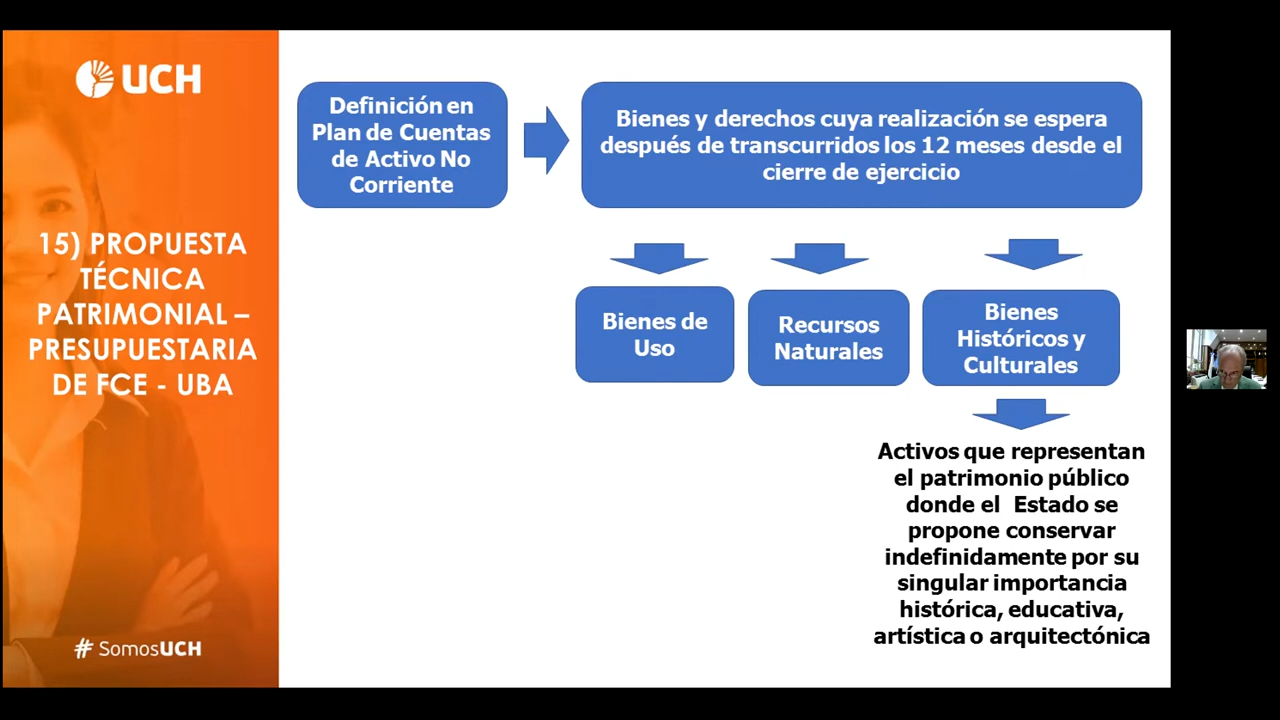 UCH
15) PROPUESTA
TÉCNICA
PATRIMONIAL –
PRESUPUESTARIA
DE FCE - UBA
# SomosUCH
Definición en
Plan de Cuentas
de Activo No
Corriente
Bienes y derechos cuya realización se espera
después de transcurridos los 12 meses desde el
cierre de ejercicio
Bienes de
Uso
Recursos
Naturales
Bienes
Históricos y
Culturales
Activos que representan
el patrimonio público
donde el  Estado se
propone conservar
indefinidamente por su
singular importancia
histórica, educativa,
artística o arquitectónica